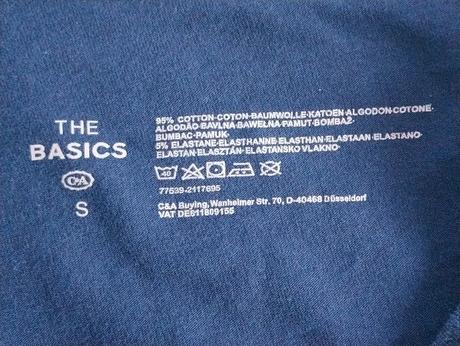 THE
BASICS
C&A
S
95% COTTON·COTON·BAUMWOLLE·KATOEN·ALGODON·COTONE·
ALGODÃO·BAVLNA·BAWEŁNA·PAMUT·BOMBAŽ·
BUMBAC·PAMUK·
5% ELASTANE·ELASTHANNE·ELASTHAN·ELASTAAN·ELASTANO·
ELASTAN·ELASZTÁN·ELASTANSKO VLAKNO·
40
77539-2117695
C&A Buying, Wanheimer Str. 70, D-40468 Düsseldorf
VAT DE811809155